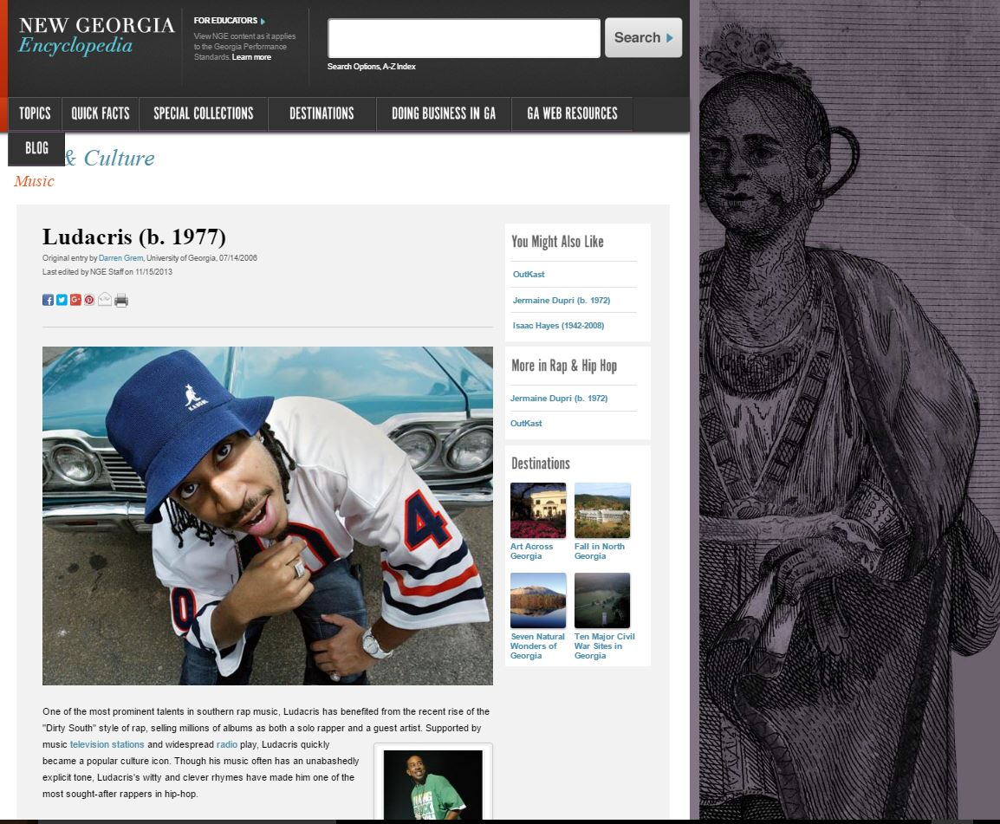 NEW GEORGIA
Encyclopedia
FOR EDUCATORS
View NGE content as it applies
to the Georgia Performance
Standards. Learn more
Search
Search Options, A-Z Index
TOPICS
QUICK FACTS
SPECIAL COLLECTIONS
DESTINATIONS
DOING BUSINESS IN GA
GA WEB RESOURCES
BLOG
& Culture
Music
Ludacris (b. 1977)
Original entry by Darren Grem, University of Georgia, 07/14/2006
Last edited by NGE Staff on 11/15/2013
KANGOL
4
0
One of the most prominent talents in southern rap music, Ludacris has benefited from the recent rise of the
"Dirty South" style of rap, selling millions of albums as both a solo rapper and a guest artist. Supported by
music television stations and widespread radio play, Ludacris quickly
became a popular culture icon. Though his music often has an unabashedly
explicit tone, Ludacris's witty and clever rhymes have made him one of the
most sought-after rappers in hip-hop.
You Might Also Like
OutKast
Jermaine Dupri (b. 1972)
Isaac Hayes (1942-2008)
More in Rap & Hip Hop
Jermaine Dupri (b. 1972)
OutKast
Destinations
Art Across
Georgia
Fall in North
Georgia
Seven Natural
Wonders of
Georgia
Ten Major Civil
War Sites in
Georgia